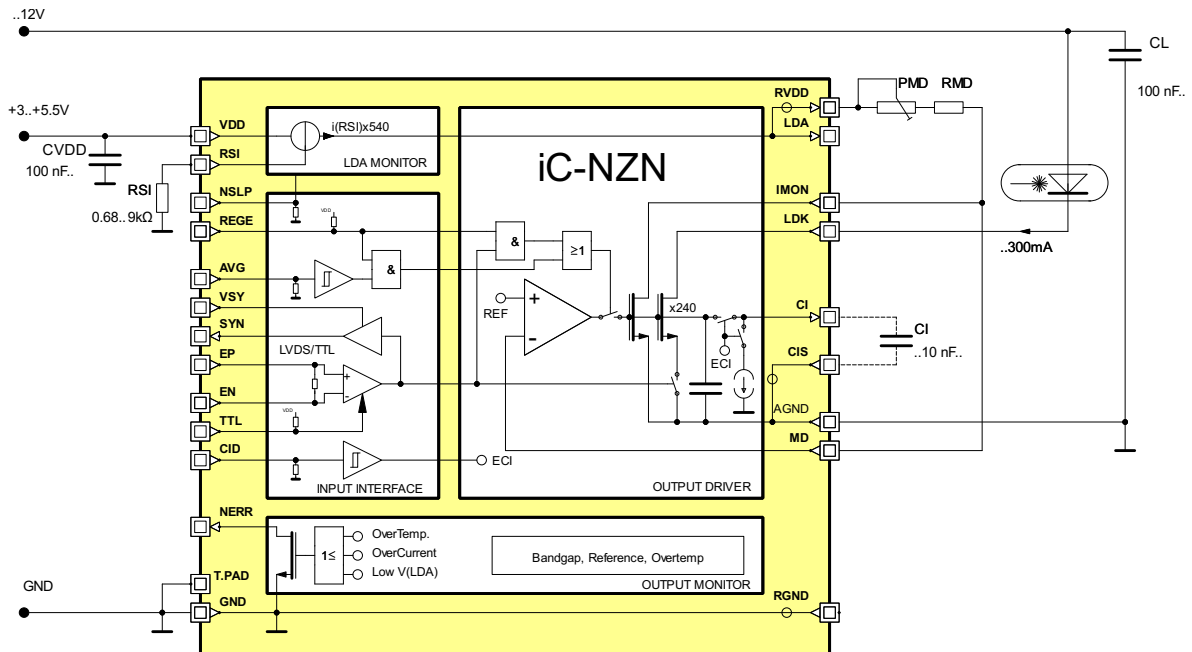 ..12V
CL
100 nF..
+3..+5.5V
CVDD
100 nF..
RSI
0.68..9kΩ
VDD
RSI
NSLP
REGE
AVG
VSY
SYN
EP
EN
TTL
CID
NERR
T.PAD
GND
GND
i(RSI)x540
LDA MONITOR
VDD
&
LVDS/TTL
+
-
VDD
ECI
INPUT INTERFACE
iC-NZN
&
≥1
REF
+
-
x240
ECI
OUTPUT DRIVER
RVDD
LDA
IMON
LDK
CI
CIS
AGND
MD
RGND
PMD
RMD
..300mA
CI
..10 nF..
1≤
OverTemp.
OverCurrent
Low V(LDA)
Bandgap, Reference, Overtemp
OUTPUT MONITOR